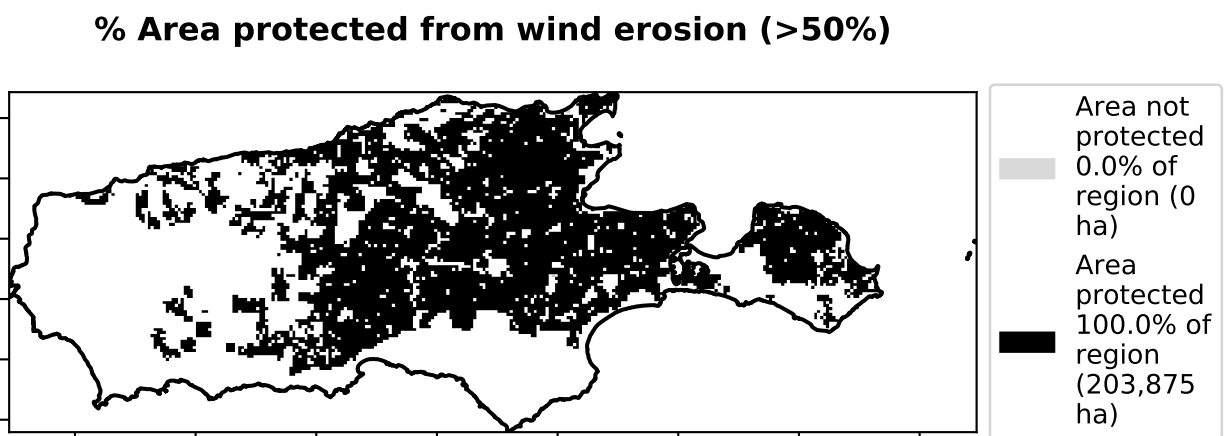 % Area protected from wind erosion (>50%)
Area not
protected
0.0% of
region (0
ha)
Area
protected
100.0% of
region
(203,875
ha)